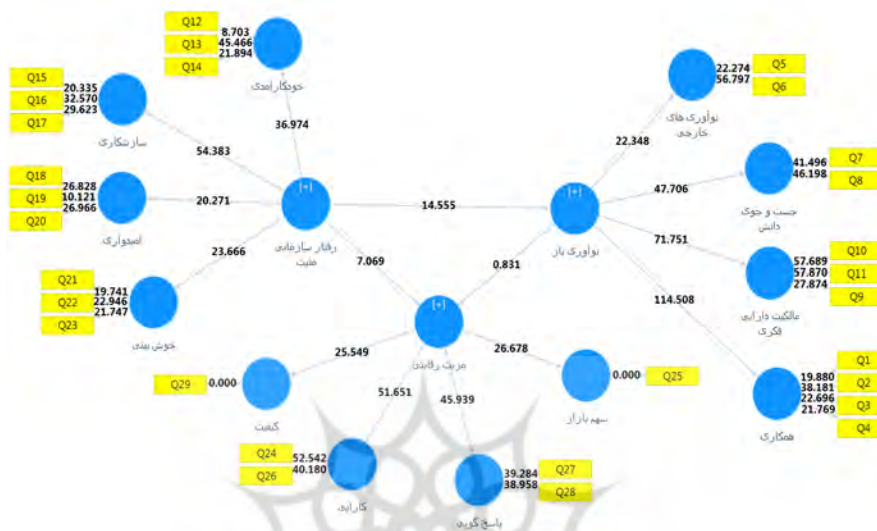 Q12
Q13
Q14
8.703
45.466
21.894
خودکارامدی
36.974
Q15
Q16
Q17
20.335
32.570
29.623
سازشکاری
54.383
Q18
Q19
Q20
26.828
10.121
26.966
امیدواری
20.271
Q21
Q22
Q23
19.741
22.946
21.747
خوش بینی
23.666
[+]
رفتار سازمانی
مثبت
14.555
7.069
[+]
نوآوری باز
0.831
22.348
22.274
56.797
Q5
Q6
نوآوری های
خارجی
47.706
41.496
46.198
Q7
Q8
جست و جوی
دانش
71.751
57.689
57.870
27.874
Q10
Q11
Q9
مالکیت دارایی
فکری
114.508
19.880
38.181
22.696
21.769
Q1
Q2
Q3
Q4
همکاری
[+]
مزیت رقابتی
25.549
Q29
0.000
کیفیت
51.651
Q24
Q26
52.542
40.180
کارایی
45.939
39.284
38.958
Q27
Q28
پاسخ گویی
26.678
0.000
Q25
سهم بازار